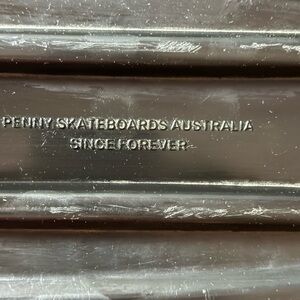 PENNY SKATEBOARDS AUSTRALIA
SINCE FOREVER